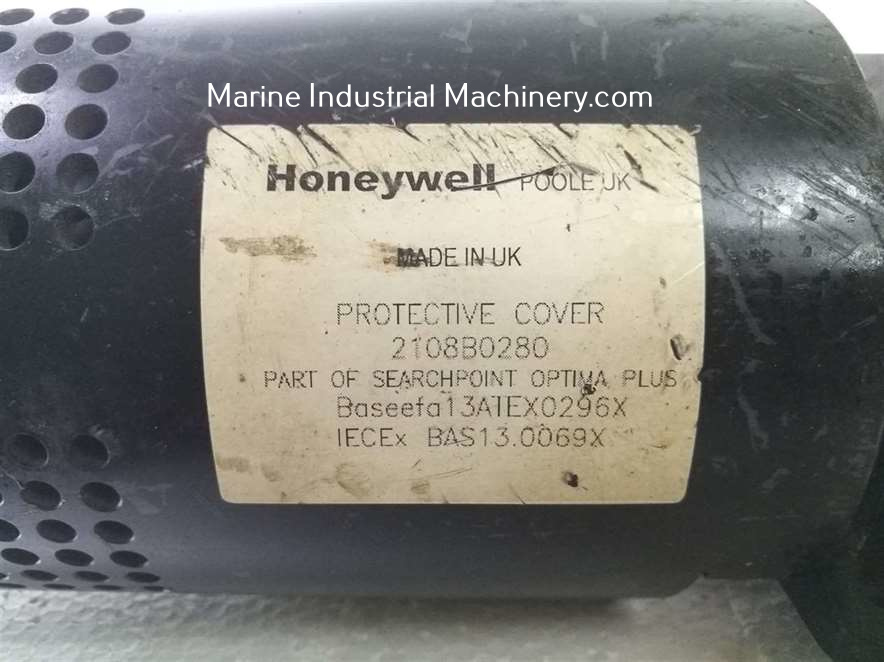 Marine Industrial Machinery.com
Honeywell POOLE UK
MADE IN UK
PROTECTIVE COVER
2108B0280
PART OF SEARCHPOINT OPTIMA PLUS
Baseefa13ATEX0296X
IECEx BAS13.0069X